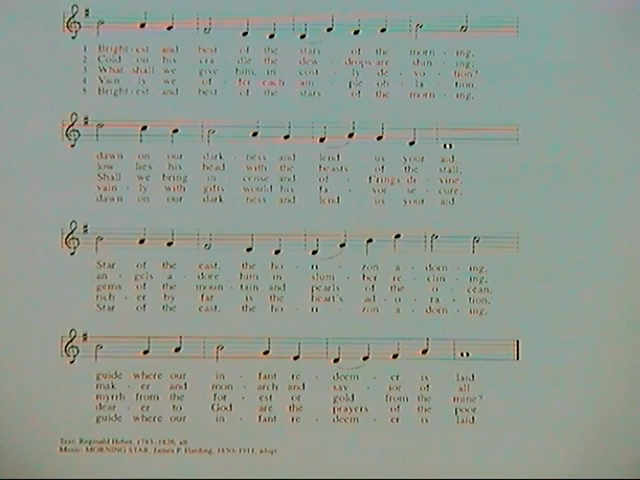 1 Bright-est and best of the stars of the morn - ing,
2 Cold on his cra - dle the dew - drops are shin - ing;
3 What shall we give him, in cost - ly de - vo - tion?
4 Vain - ly we of - fer each am - ple ob - la - tion,
5 Bright-est and best of the stars of the morn - ing,
dawn on our dark - ness and lend us your aid.
low lies his head with the beasts of the stall;
Shall we bring in - cense and of - f'rings di - vine,
vain - ly with gifts would his fa - vor se - cure;
dawn on our dark - ness and lend us your aid
Star of the east, the ho - ri - zon a - dorn - ing,
an - gels a - dore him in slum - ber re - clin - ing,
gems of the moun - tain and pearls of the o - cean,
rich - er by far is the heart's ad - o - ra - tion,
Star of the east, the ho - ri - zon a - dorn - ing,
guide where our in - fant re - deem - er is laid
mak - er and mon - arch and sav - ior of all.
myrrh from the for - est or gold from the mine?
dear - er to God are the prayers of the poor
guide where our in - fant re - deem - er is laid.
Text: Reginald Heber, 1783-1826, alt
Music: MORNING STAR, James P. Harding, 1850-1911, adapt